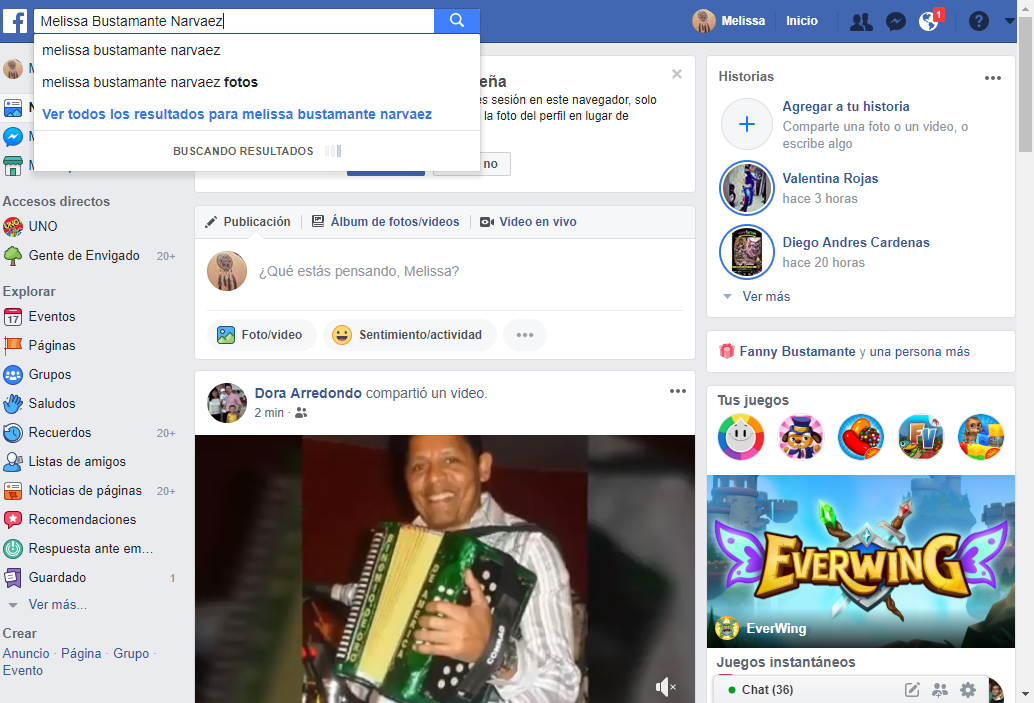 Melissa Bustamante Narvaez
Melissa
Inicio
1
melissa bustamante narvaez
melissa bustamante narvaez fotos
Ver todos los resultados para melissa bustamante narvaez
BUSCANDO RESULTADOS
M
N
M
M
eña
es sesión en este navegador, solo
la foto del perfil en lugar de
no
Accesos directos
UNO
Gente de Envigado 20+
Explorar
17 Eventos
Páginas
Grupos
Saludos
Recuerdos 20+
Listas de amigos
Noticias de páginas 20+
Recomendaciones
Respuesta ante em...
Guardado 1
Ver más...
Crear
Anuncio · Página · Grupo ·
Evento
Publicación
Álbum de fotos/videos
Video en vivo
¿Qué estás pensando, Melissa?
Foto/video
Sentimiento/actividad
Dora Arredondo compartió un video.
2 min ·
Historias
Agregar a tu historia
Comparte una foto o un video, o
escribe algo
Valentina Rojas
hace 3 horas
Diego Andres Cardenas
hace 20 horas
Ver más
Fanny Bustamante y una persona más
Tus juegos
FV
EVERWING
EverWing
Juegos instantáneos
Chat (36)